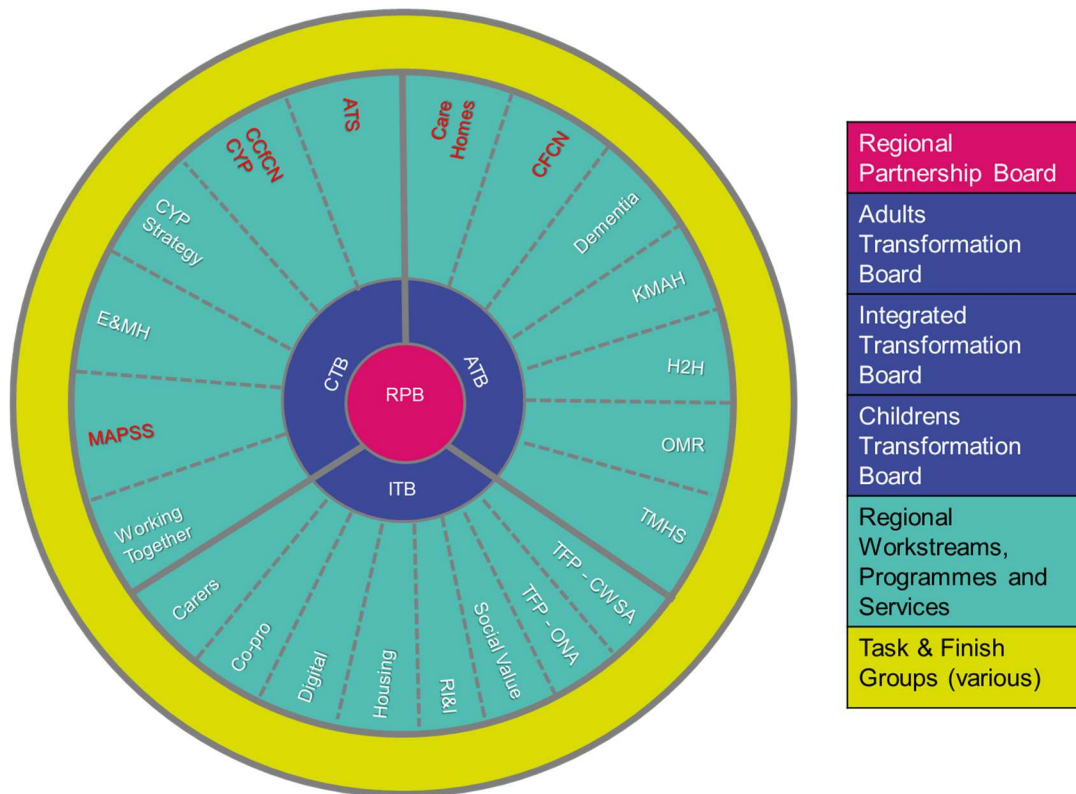 ATS
Care
Homes
CFCN
Dementia
KMAH
H2H
OMR
TMHS
TFP - CWSA
TFP - ONA
Social Value
RI&I
Housing
Digital
Co-pro
Carers
Working
Together
MAPSS
E&MH
CYP
Strategy
CCfCN
CYP
CTB
ATB
RPB
ITB
Regional
Partnership Board
Adults
Transformation
Board
Integrated
Transformation
Board
Childrens
Transformation
Board
Regional
Workstreams,
Programmes and
Services
Task & Finish
Groups (various)